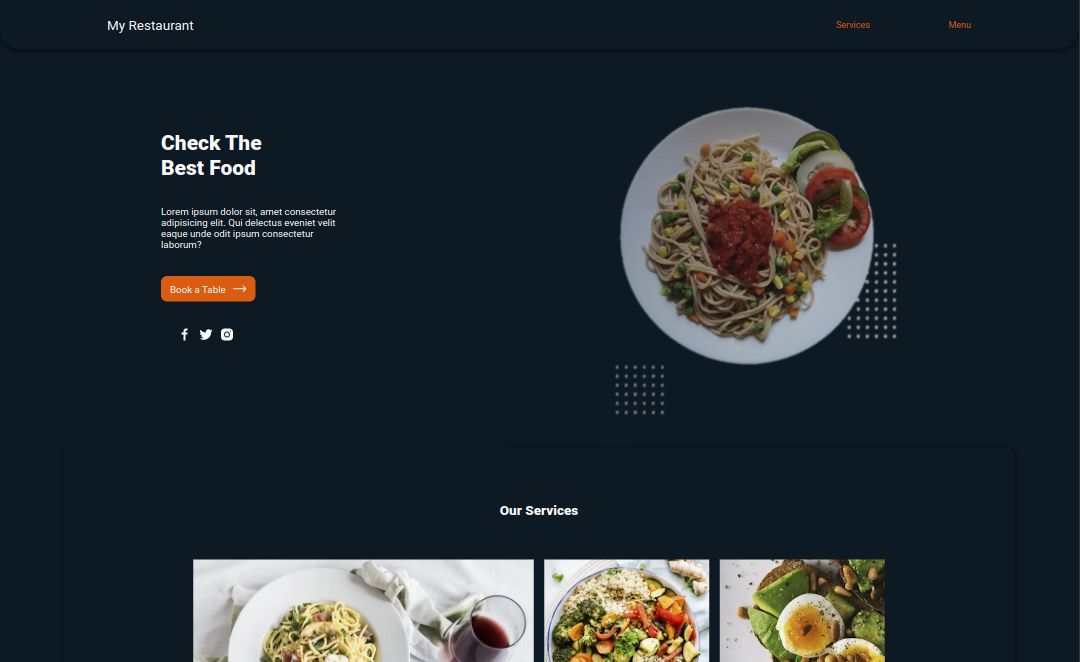 My Restaurant
Services
Menu
Check The
Best Food
Lorem ipsum dolor sit, amet consectetur
adipisicing elit. Qui delectus eveniet velit
eaque unde odit ipsum consectetur
laborum?
Book a Table
Our Services